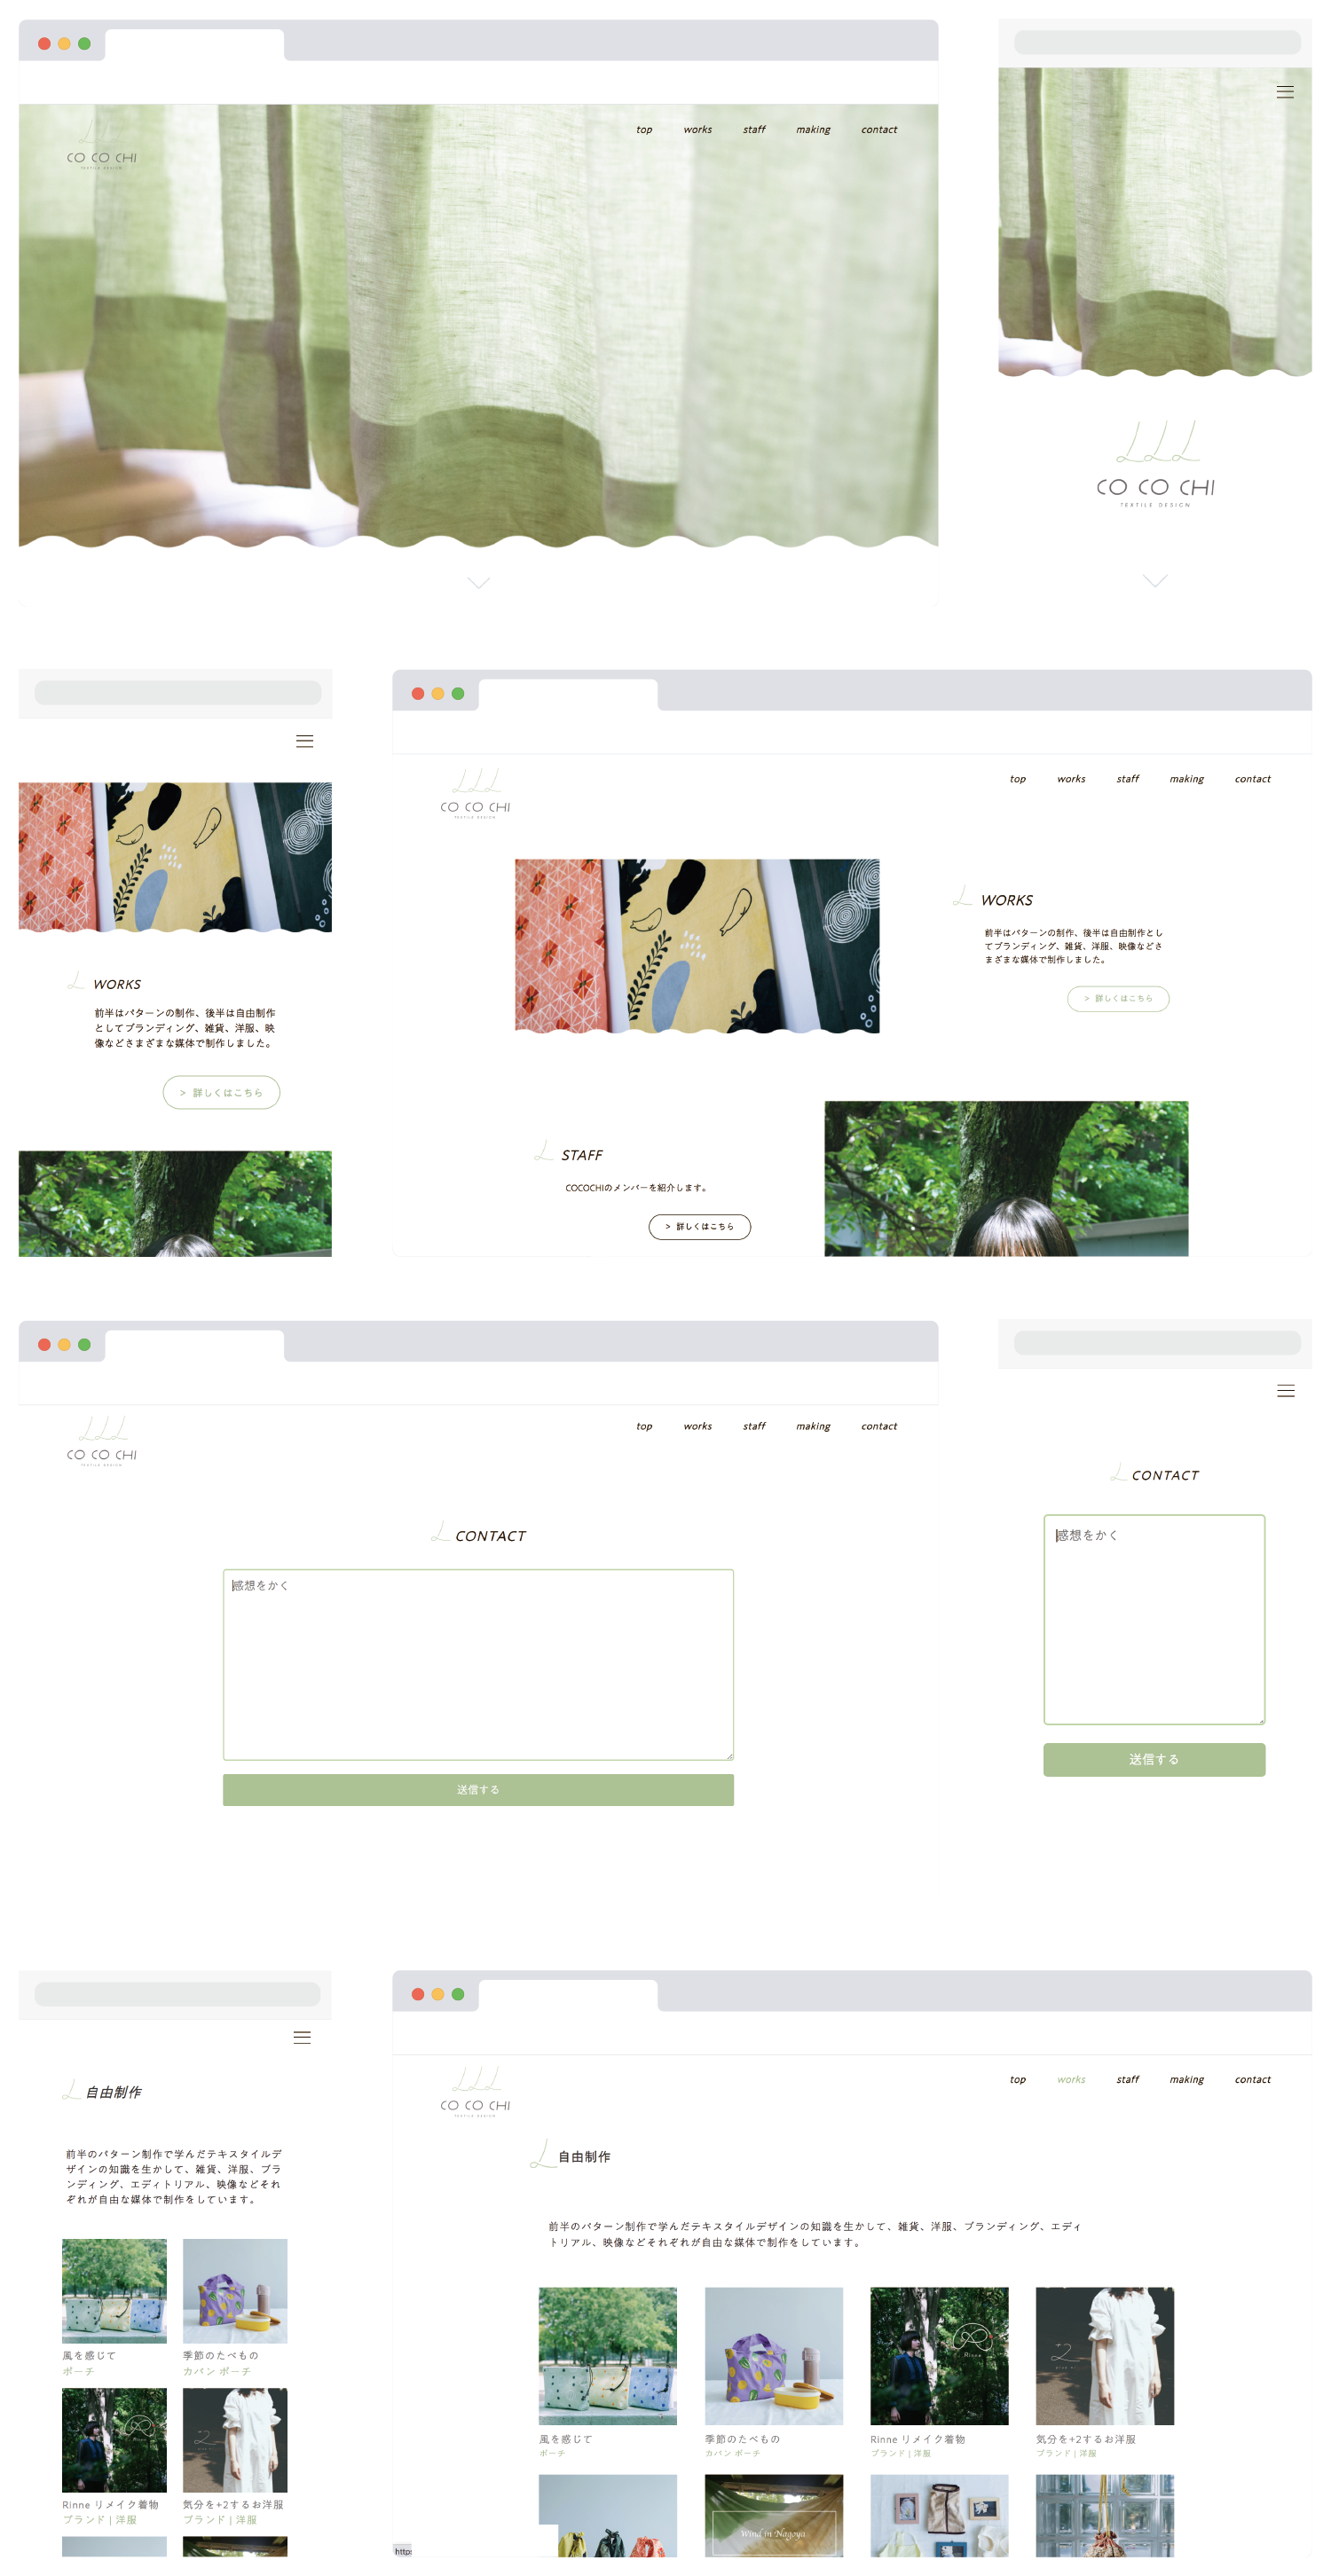 CO CO CHI
TEXTILE DESIGN
top works staff making contact
CO CO CHI
TEXTILE DESIGN
WORKS
前半はパターンの制作、後半は自由制作
としてブランディング、雑貨、洋服、映
像などさまざまな媒体で制作しました。
> 詳しくはこちら
CO CO CHI
TEXTILE DESIGN
top works staff making contact
WORKS
前半はパターンの制作、後半は自由制作とし
てブランディング、雑貨、洋服、映像などさ
まざまな媒体で制作しました。
> 詳しくはこちら
STAFF
COCOCHIのメンバーを紹介します。
> 詳しくはこちら
CO CO CHI
TEXTILE DESIGN
top works staff making contact
CONTACT
感想をかく
送信する
CONTACT
感想をかく
送信する
自由制作
前半のパターン制作で学んだテキスタイルデ
ザインの知識を生かして、雑貨、洋服、ブラ
ンディング、エディトリアル、映像などそれ
ぞれが自由な媒体で制作をしています。
風を感じて
ポーチ
季節のたべもの
カバン ポーチ
Rinne リメイク着物
ブランド | 洋服
気分を+2するお洋服
ブランド | 洋服
CO CO CHI
TEXTILE DESIGN
top works staff making contact
自由制作
前半のパターン制作で学んだテキスタイルデザインの知識を生かして、雑貨、洋服、ブランディング、エディ
トリアル、映像などそれぞれが自由な媒体で制作をしています。
Rinne
風を感じて
ポーチ
季節のたべもの
カバン ポーチ
Rinne リメイク着物
ブランド | 洋服
気分を+2するお洋服
ブランド | 洋服
Wind in Nagoya
https